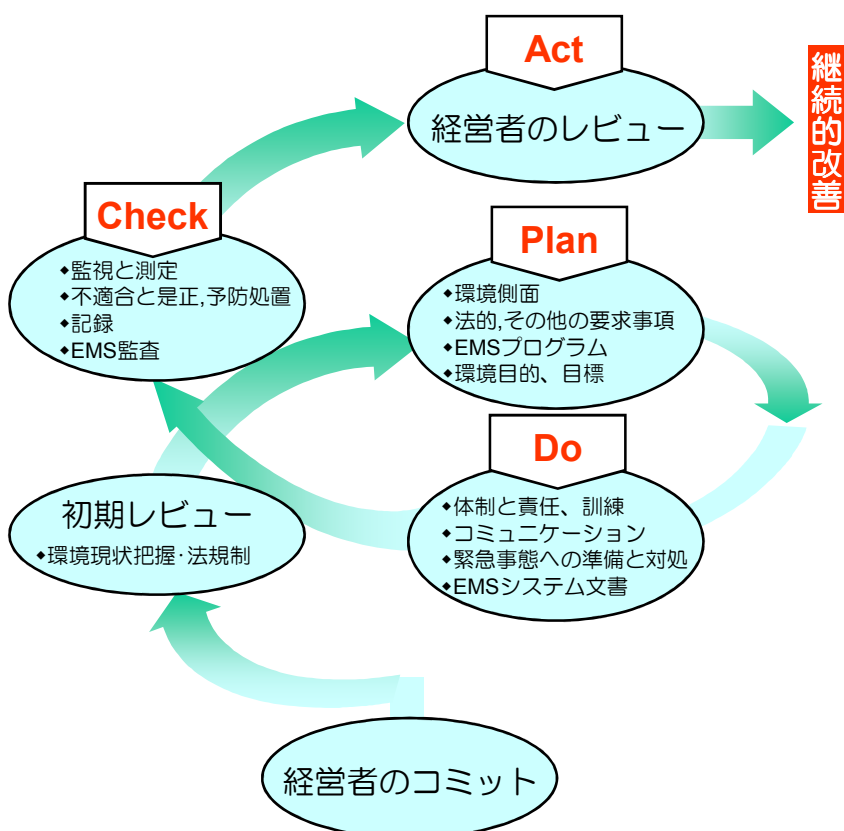 Act
経営者のレビュー
継続的改善
Check
◆監視と測定
◆不適合と是正,予防処置
◆記録
◆EMS監査
Plan
◆環境側面
◆法的,その他の要求事項
◆EMSプログラム
◆環境目的、目標
Do
◆体制と責任、訓練
◆コミュニケーション
◆緊急事態への準備と対処
◆EMSシステム文書
初期レビュー
◆環境現状把握･法規制
経営者のコミット